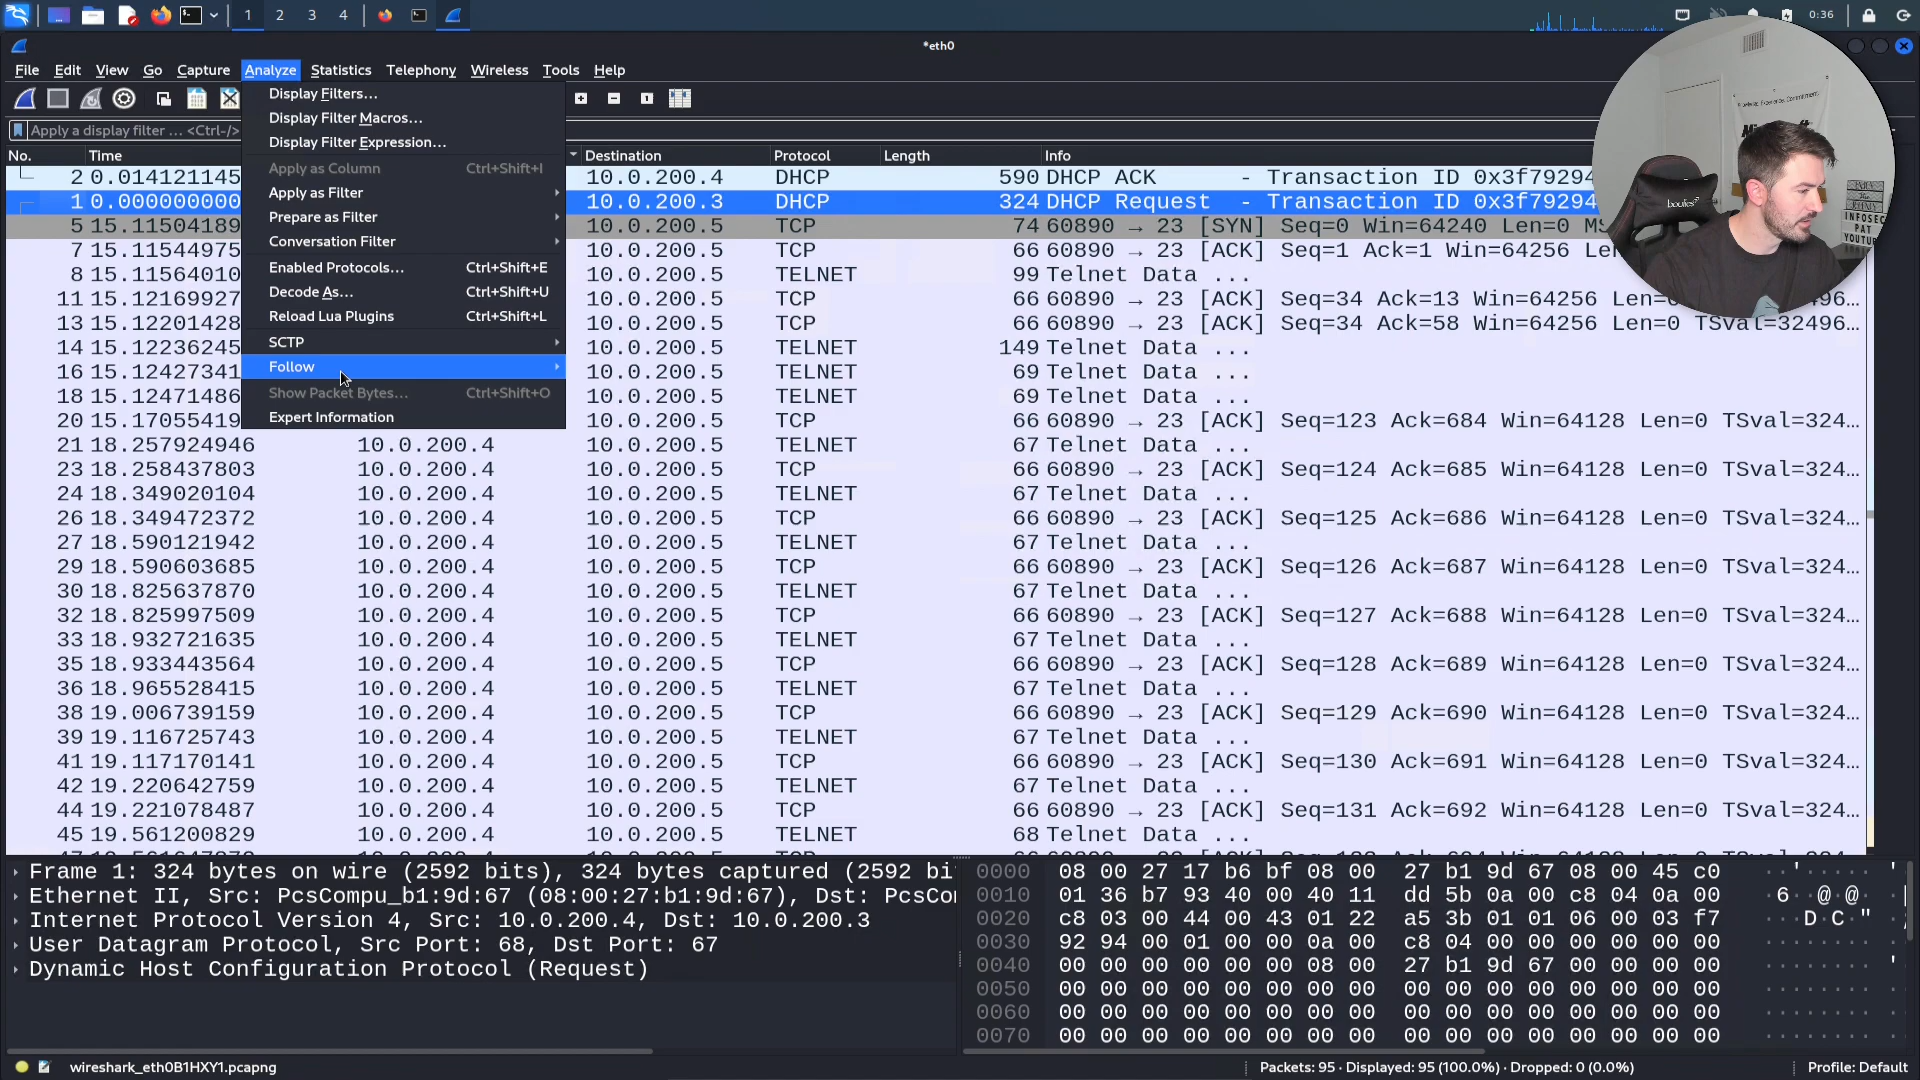 1 2 3 4 0:36
*eth0
File Edit View Go Capture Analyze Statistics Telephony Wireless Tools Help
Display Filters...
Display Filter Macros...
Display Filter Expression...
Apply as Column Ctrl+Shift+I
Apply as Filter
Prepare as Filter
Conversation Filter
Enabled Protocols... Ctrl+Shift+E
Decode As... Ctrl+Shift+U
Reload Lua Plugins Ctrl+Shift+L
SCTP
Follow
Show Packet Bytes... Ctrl+Shift+O
Expert Information
Apply a display filter ... <Ctrl-/>
No. Time Destination Protocol Length Info
2 0.014121145 10.0.200.4 DHCP 590 DHCP ACK - Transaction ID 0x3f79294
1 0.000000000 10.0.200.3 DHCP 324 DHCP Request - Transaction ID 0x3f79294
5 15.11504189 10.0.200.5 TCP 74 60890 → 23 [SYN] Seq=0 Win=64240 Len=0 MS
7 15.11544975 10.0.200.5 TCP 66 60890 → 23 [ACK] Seq=1 Ack=1 Win=64256 Len
8 15.11564010 10.0.200.5 TELNET 99 Telnet Data ...
11 15.12169927 10.0.200.5 TCP 66 60890 → 23 [ACK] Seq=34 Ack=13 Win=64256 Len=0 496...
13 15.12201428 10.0.200.5 TCP 66 60890 → 23 [ACK] Seq=34 Ack=58 Win=64256 Len=0 TSval=32496...
14 15.12236245 10.0.200.5 TELNET 149 Telnet Data ...
16 15.12427341 10.0.200.5 TELNET 69 Telnet Data ...
18 15.12471486 10.0.200.5 TELNET 69 Telnet Data ...
20 15.17055419 10.0.200.5 TCP 66 60890 → 23 [ACK] Seq=123 Ack=684 Win=64128 Len=0 TSval=324...
21 18.257924946 10.0.200.4 10.0.200.5 TELNET 67 Telnet Data ...
23 18.258437803 10.0.200.4 10.0.200.5 TCP 66 60890 → 23 [ACK] Seq=124 Ack=685 Win=64128 Len=0 TSval=324...
24 18.349020104 10.0.200.4 10.0.200.5 TELNET 67 Telnet Data ...
26 18.349472372 10.0.200.4 10.0.200.5 TCP 66 60890 → 23 [ACK] Seq=125 Ack=686 Win=64128 Len=0 TSval=324...
27 18.590121942 10.0.200.4 10.0.200.5 TELNET 67 Telnet Data ...
29 18.590603685 10.0.200.4 10.0.200.5 TCP 66 60890 → 23 [ACK] Seq=126 Ack=687 Win=64128 Len=0 TSval=324...
30 18.825637870 10.0.200.4 10.0.200.5 TELNET 67 Telnet Data ...
32 18.825997509 10.0.200.4 10.0.200.5 TCP 66 60890 → 23 [ACK] Seq=127 Ack=688 Win=64128 Len=0 TSval=324...
33 18.932721635 10.0.200.4 10.0.200.5 TELNET 67 Telnet Data ...
35 18.933443564 10.0.200.4 10.0.200.5 TCP 66 60890 → 23 [ACK] Seq=128 Ack=689 Win=64128 Len=0 TSval=324...
36 18.965528415 10.0.200.4 10.0.200.5 TELNET 67 Telnet Data ...
38 19.006739159 10.0.200.4 10.0.200.5 TCP 66 60890 → 23 [ACK] Seq=129 Ack=690 Win=64128 Len=0 TSval=324...
39 19.116725743 10.0.200.4 10.0.200.5 TELNET 67 Telnet Data ...
41 19.117170141 10.0.200.4 10.0.200.5 TCP 66 60890 → 23 [ACK] Seq=130 Ack=691 Win=64128 Len=0 TSval=324...
42 19.220642759 10.0.200.4 10.0.200.5 TELNET 67 Telnet Data ...
44 19.221078487 10.0.200.4 10.0.200.5 TCP 66 60890 → 23 [ACK] Seq=131 Ack=692 Win=64128 Len=0 TSval=324...
45 19.561200829 10.0.200.4 10.0.200.5 TELNET 68 Telnet Data ...
Frame 1: 324 bytes on wire (2592 bits), 324 bytes captured (2592 bi
Ethernet II, Src: PcsCompu_b1:9d:67 (08:00:27:b1:9d:67), Dst: PcsCo
Internet Protocol Version 4, Src: 10.0.200.4, Dst: 10.0.200.3
User Datagram Protocol, Src Port: 68, Dst Port: 67
Dynamic Host Configuration Protocol (Request)
0000 08 00 27 17 b6 bf 08 00 27 b1 9d 67 08 00 45 c0 ··'·····'
0010 01 36 b7 93 40 00 40 11 dd 5b 0a 00 c8 04 0a 00 ·6··@·@·
0020 c8 03 00 44 00 43 01 22 a5 3b 01 01 06 00 03 f7 ···D·C·"
0030 92 94 00 01 00 00 0a 00 c8 04 00 00 00 00 00 00 ········
0040 00 00 00 00 00 00 08 00 27 b1 9d 67 00 00 00 00 ········'
0050 00 00 00 00 00 00 00 00 00 00 00 00 00 00 00 00 ········
0060 00 00 00 00 00 00 00 00 00 00 00 00 00 00 00 00 ········
0070 00 00 00 00 00 00 00 00 00 00 00 00 00 00 00 00 ········
wireshark_eth0B1HXY1.pcapng Packets: 95 · Displayed: 95 (100.0%) · Dropped: 0 (0.0%) Profile: Default
boulies
INFOSEC
PAT
YOUTUBE